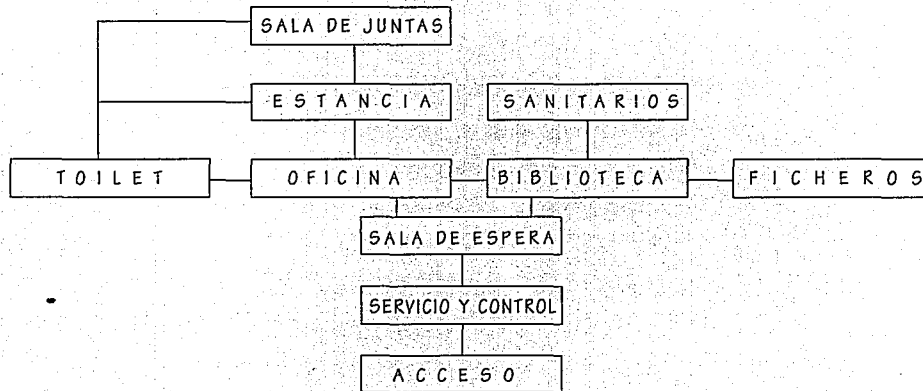 SALA DE JUNTAS
ESTANCIA
SANITARIOS
TOILET
OFICINA
BIBLIOTECA
FICHEROS
SALA DE ESPERA
SERVICIO Y CONTROL
ACCESO